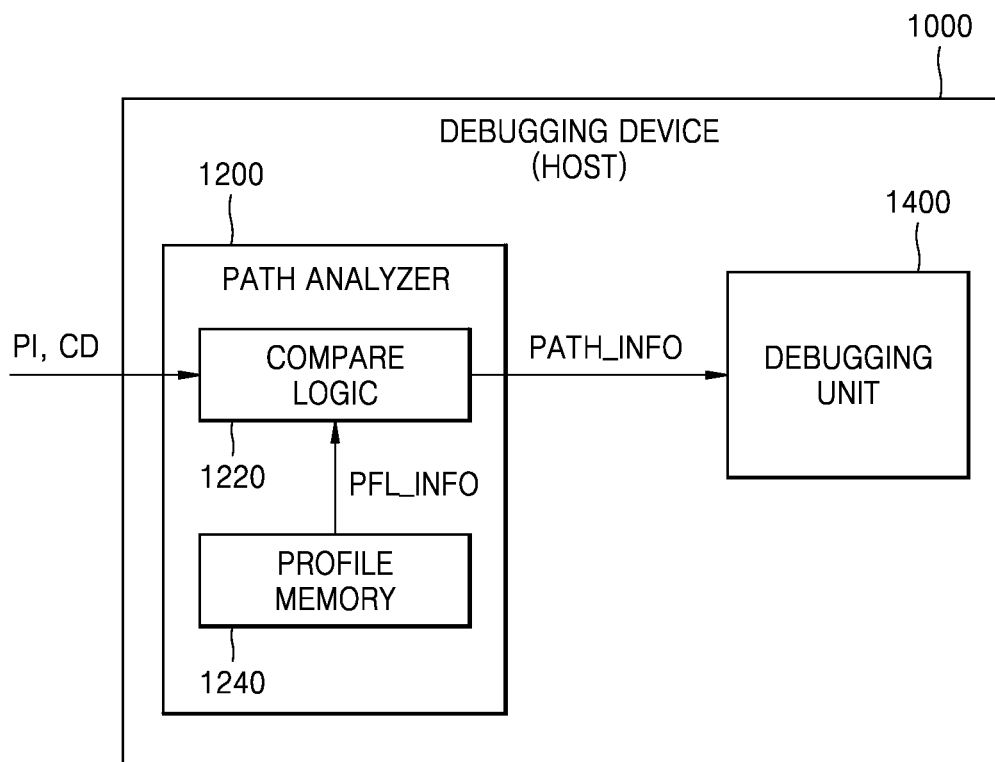 1000
DEBUGGING DEVICE
(HOST)
1200
1400
PATH ANALYZER
PI, CD
COMPARE
LOGIC
PATH_INFO
DEBUGGING
UNIT
1220
PFL_INFO
PROFILE
MEMORY
1240